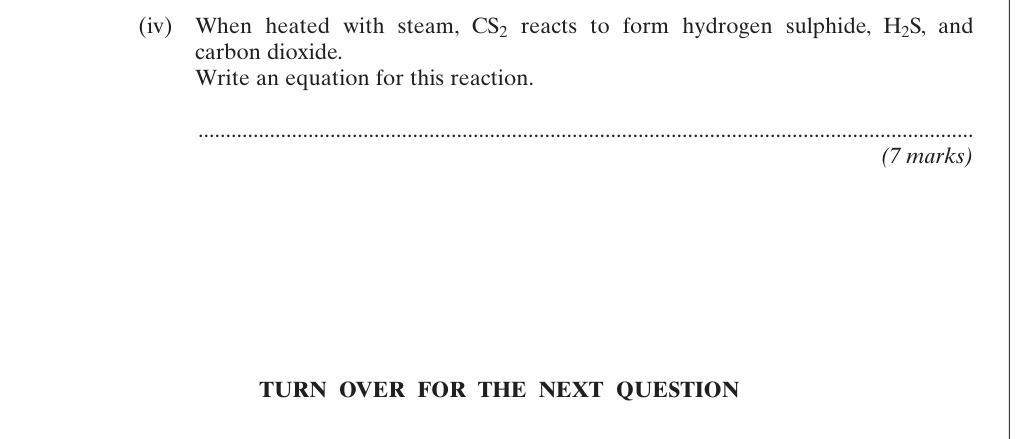 (iv) When heated with steam, CS₂ reacts to form hydrogen sulphide, H₂S, and
carbon dioxide.
Write an equation for this reaction.
..............................................................................................................................................
(7 marks)
TURN OVER FOR THE NEXT QUESTION